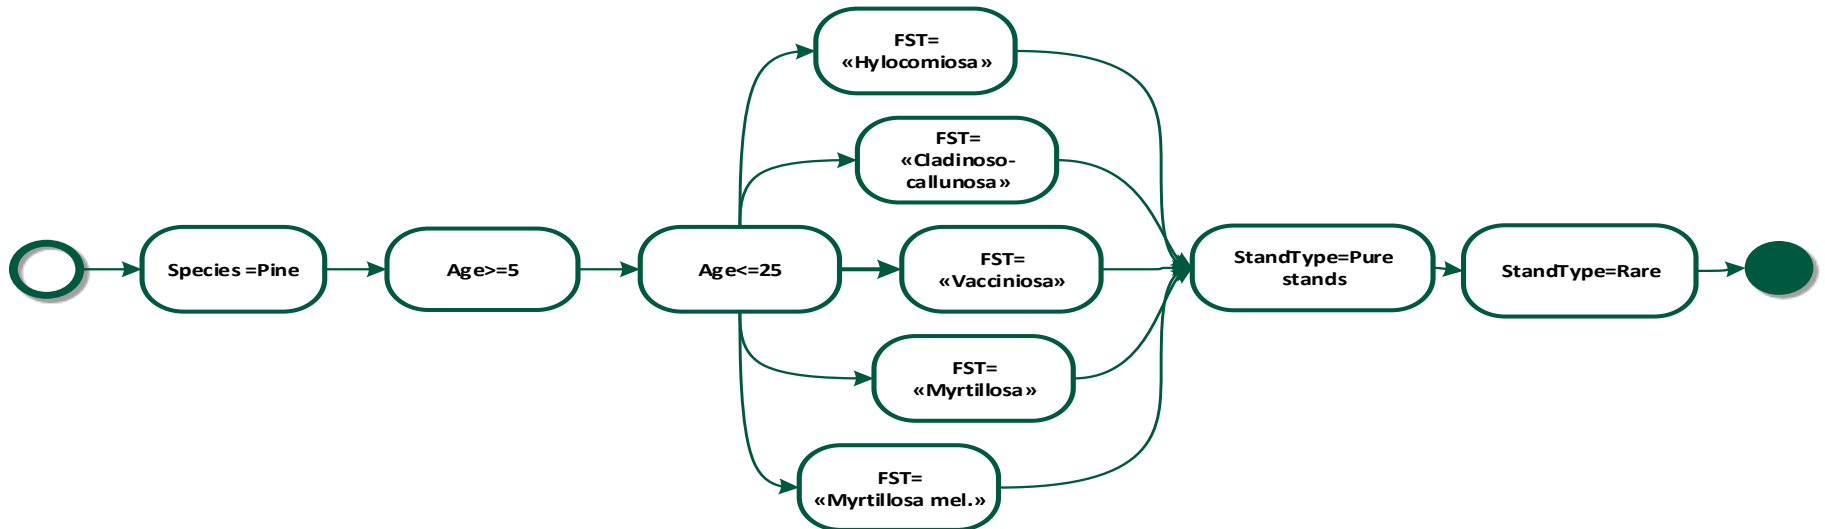 Species =Pine
Age>=5
Age<=25
FST=
«Hylocomiosa»
FST=
«Cladinoso-
callunosa»
FST=
«Vacciniosa»
FST=
«Myrtillosa»
FST=
«Myrtillosa mel.»
StandType=Pure
stands
StandType=Rare